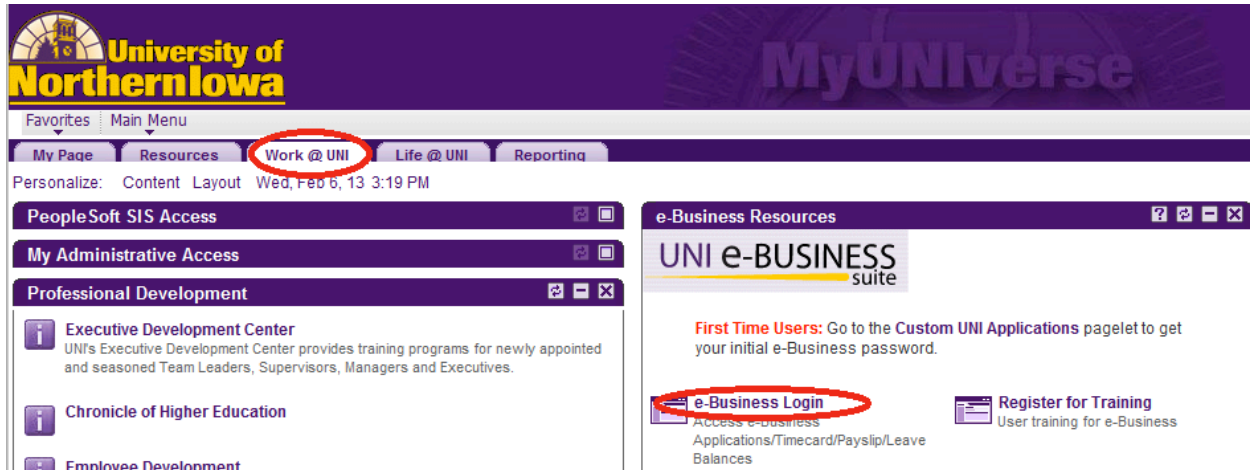 University of
NorthernIowa
MyUNIverse
Favorites Main Menu
My Page Resources Work @ UNI Life @ UNI Reporting
Personalize: Content Layout Wed, Feb 6, 13 3:19 PM
PeopleSoft SIS Access
My Administrative Access
Professional Development
Executive Development Center
UNI's Executive Development Center provides training programs for newly appointed
and seasoned Team Leaders, Supervisors, Managers and Executives.
Chronicle of Higher Education
Employee Development
e-Business Resources
UNI e-BUSINESS
suite
First Time Users: Go to the Custom UNI Applications pagelet to get
your initial e-Business password.
e-Business Login
Access e-Business
Applications/Timecard/Payslip/Leave
Balances
Register for Training
User training for e-Business